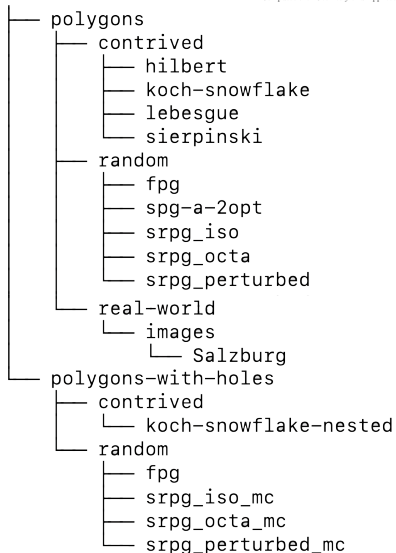 polygons
contrived
hilbert
koch-snowflake
lebesgue
sierpinski
random
fpg
spg-a-2opt
srpg_iso
srpg_octa
srpg_perturbed
real-world
images
Salzburg
polygons-with-holes
contrived
koch-snowflake-nested
random
fpg
srpg_iso_mc
srpg_octa_mc
srpg_perturbed_mc